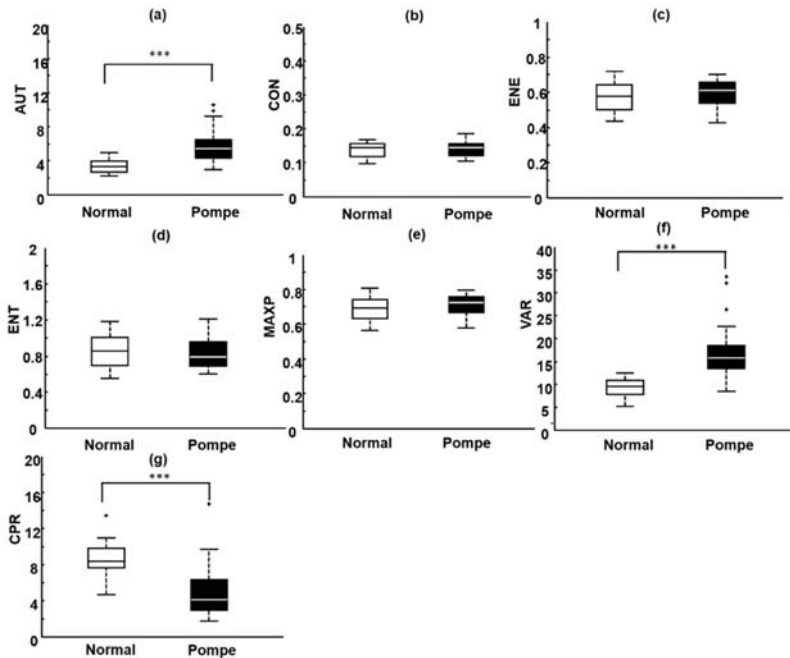 (a)
20
16
12
8
4
0
AUT
***
Normal Pompe
(b)
0.5
0.4
0.3
0.2
0.1
0
CON
Normal Pompe
(c)
1
0.8
0.6
0.4
0.2
0
ENE
Normal Pompe
(d)
2
1.6
1.2
0.8
0.4
0
ENT
Normal Pompe
(e)
1
0.8
0.6
0.4
0.2
0
MAXP
Normal Pompe
(f)
40
35
30
25
20
15
10
5
0
VAR
***
Normal Pompe
(g)
20
16
12
8
4
0
CPR
***
Normal Pompe